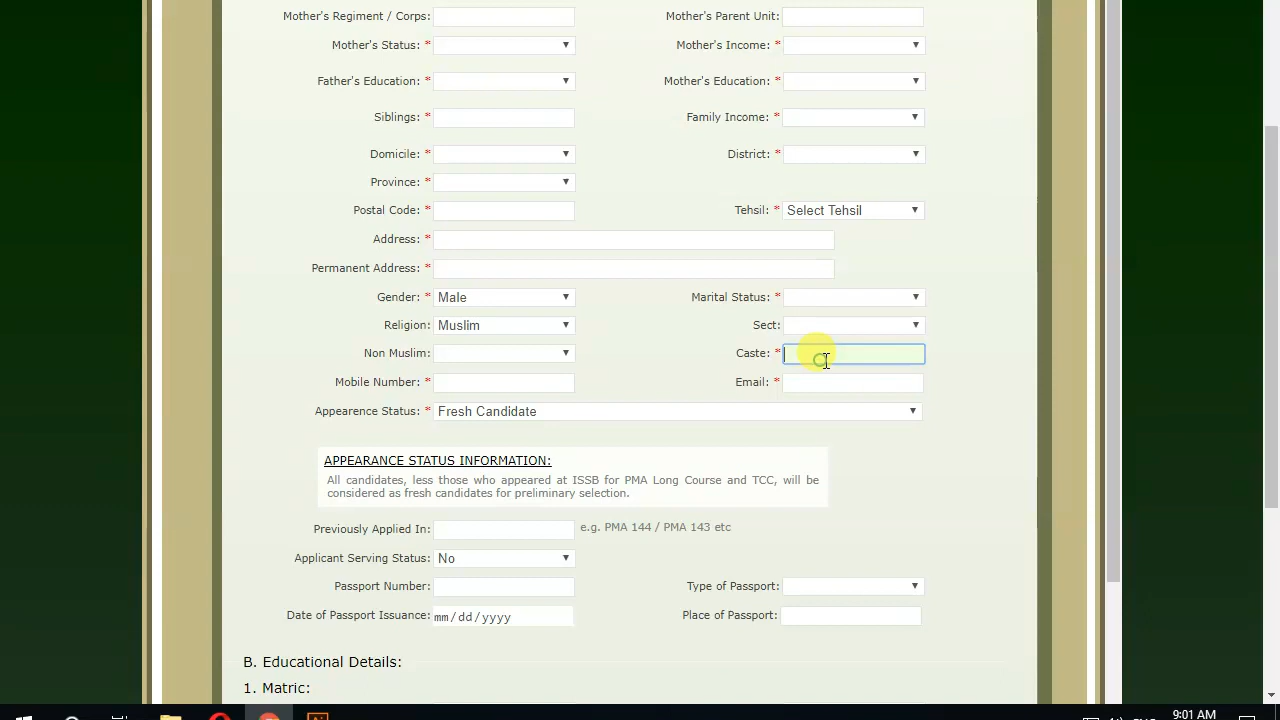 Mother's Regiment / Corps: Mother's Parent Unit:
Mother's Status: * Mother's Income: *
Father's Education: * Mother's Education: *
Siblings: * Family Income: *
Domicile: * District: *
Province: *
Postal Code: * Tehsil: * Select Tehsil
Address: *
Permanent Address: *
Gender: * Male Marital Status: *
Religion: Muslim Sect:
Non Muslim: Caste: *
Mobile Number: * Email: *
Appearence Status: * Fresh Candidate
APPEARANCE STATUS INFORMATION:
All candidates, less those who appeared at ISSB for PMA Long Course and TCC, will be
considered as fresh candidates for preliminary selection.
Previously Applied In: e.g. PMA 144 / PMA 143 etc
Applicant Serving Status: No
Passport Number: Type of Passport:
Date of Passport Issuance: mm/dd/yyyy Place of Passport:
B. Educational Details:
1. Matric:
9:01 AM